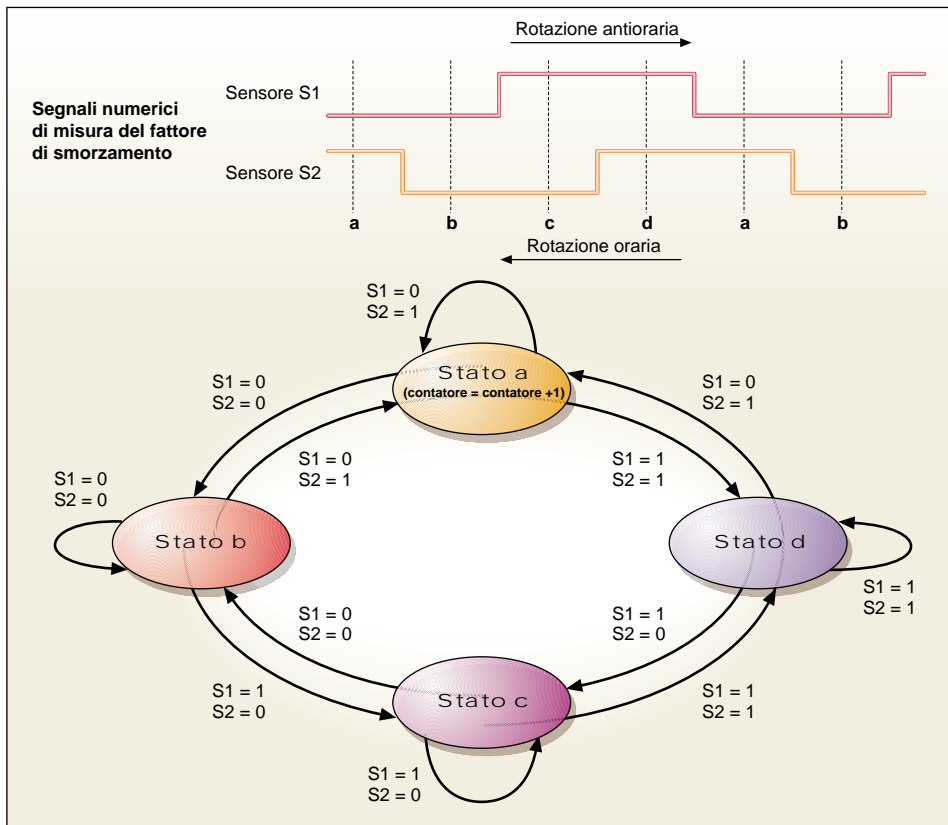 Rotazione antioraria
Sensore S1
Segnali numerici
di misura del fattore
di smorzamento
Sensore S2
a b c d a b
Rotazione oraria
S1 = 0
S2 = 1
Stato a
(contatore = contatore +1)
S1 = 0
S2 = 0
S1 = 0
S2 = 1
S1 = 0
S2 = 1
S1 = 1
S2 = 1
S1 = 0
S2 = 0
Stato b
Stato d
S1 = 1
S2 = 1
S1 = 0
S2 = 0
S1 = 1
S2 = 0
S1 = 1
S2 = 0
S1 = 1
S2 = 1
Stato c
S1 = 1
S2 = 0